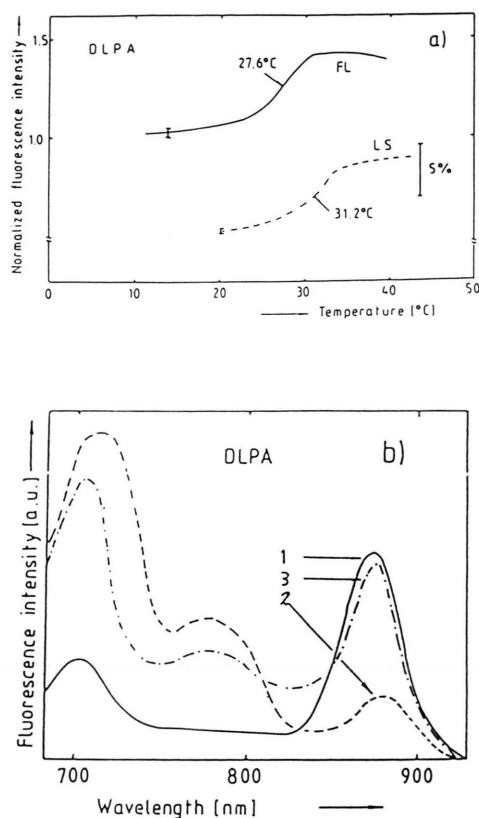 1.5
DLPA
a)
27.6°C
FL
1.0
LS
5%
31.2°C
Normalized fluorescence intensity
0 10 20 30 40 50
Temperature [°C]
DLPA
b)
1
3
2
Fluorescence intensity [a.u.]
700 800 900
Wavelength [nm]